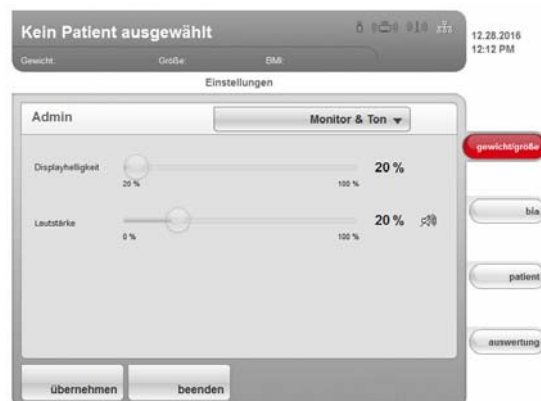 Kein Patient ausgewählt
12.28.2016
12:12 PM
Gewicht: Größe: BMI:
Einstellungen
Admin
Monitor & Ton
gewicht/größe
Displayhelligkeit 20 %
20 % 100 %
Lautstärke 20 %
0 % 100 %
bia
patient
auswertung
übernehmen beenden